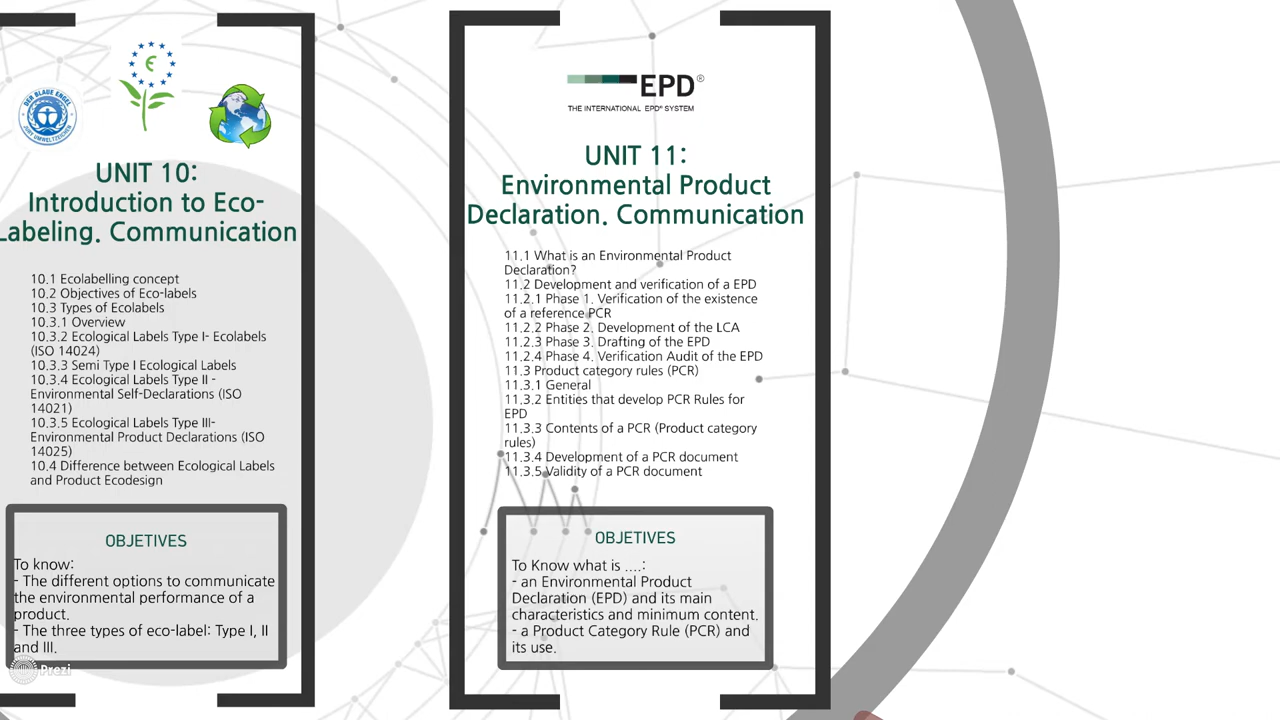 DER BLAUE ENGEL
JURY UMWELTZEICHEN
UNIT 10:
Introduction to Eco-
Labeling. Communication
10.1 Ecolabelling concept
10.2 Objectives of Eco-labels
10.3 Types of Ecolabels
10.3.1 Overview
10.3.2 Ecological Labels Type I- Ecolabels
(ISO 14024)
10.3.3 Semi Type I Ecological Labels
10.3.4 Ecological Labels Type II -
Environmental Self-Declarations (ISO
14021)
10.3.5 Ecological Labels Type III-
Environmental Product Declarations (ISO
14025)
10.4 Difference between Ecological Labels
and Product Ecodesign
OBJETIVES
To know:
- The different options to communicate
the environmental performance of a
product.
- The three types of eco-label: Type I, II
and III.
Prezi
EPD®
THE INTERNATIONAL EPD® SYSTEM
UNIT 11:
Environmental Product
Declaration. Communication
11.1 What is an Environmental Product
Declaration?
11.2 Development and verification of a EPD
11.2.1 Phase 1. Verification of the existence
of a reference PCR
11.2.2 Phase 2. Development of the LCA
11.2.3 Phase 3. Drafting of the EPD
11.2.4 Phase 4. Verification Audit of the EPD
11.3 Product category rules (PCR)
11.3.1 General
11.3.2 Entities that develop PCR Rules for
EPD
11.3.3 Contents of a PCR (Product category
rules)
11.3.4 Development of a PCR document
11.3.5 Validity of a PCR document
OBJETIVES
To Know what is ....:
- an Environmental Product
Declaration (EPD) and its main
characteristics and minimum content.
- a Product Category Rule (PCR) and
its use.